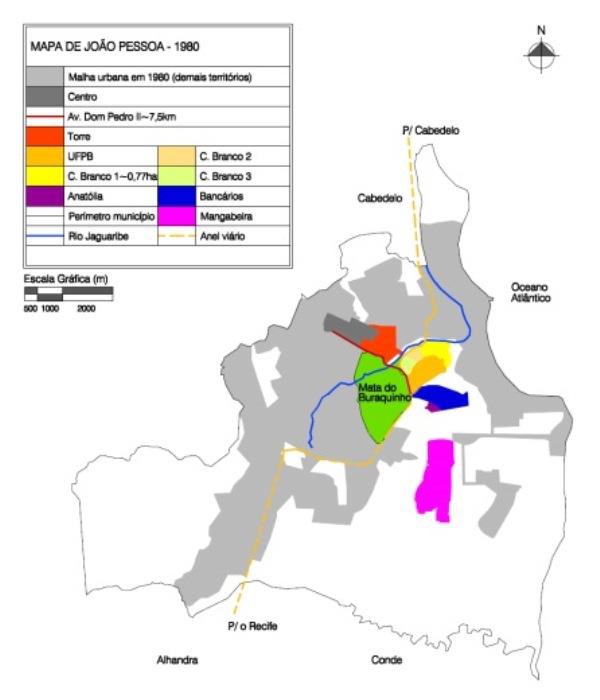 MAPA DE JOÃO PESSOA - 1980
Malha urbana em 1980 (demais territórios)
Centro
Av. Dom Pedro II~7,5km
Torre
UFPB
C. Branco 2
C. Branco 1~0,77ha
C. Branco 3
Anatólia
Bancários
Perímetro município
Mangabeira
Rio Jaguaribe
Anel viário
Escala Gráfica (m)
500 1000 2000
N
P/ Cabedelo
Cabedelo
Oceano
Atlântico
Mata do
Buraquinho
P/ o Recife
Alhandra
Conde